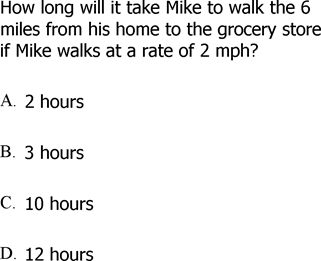 How long will it take Mike to walk the 6
miles from his home to the grocery store
if Mike walks at a rate of 2 mph?
A. 2 hours
B. 3 hours
C. 10 hours
D. 12 hours